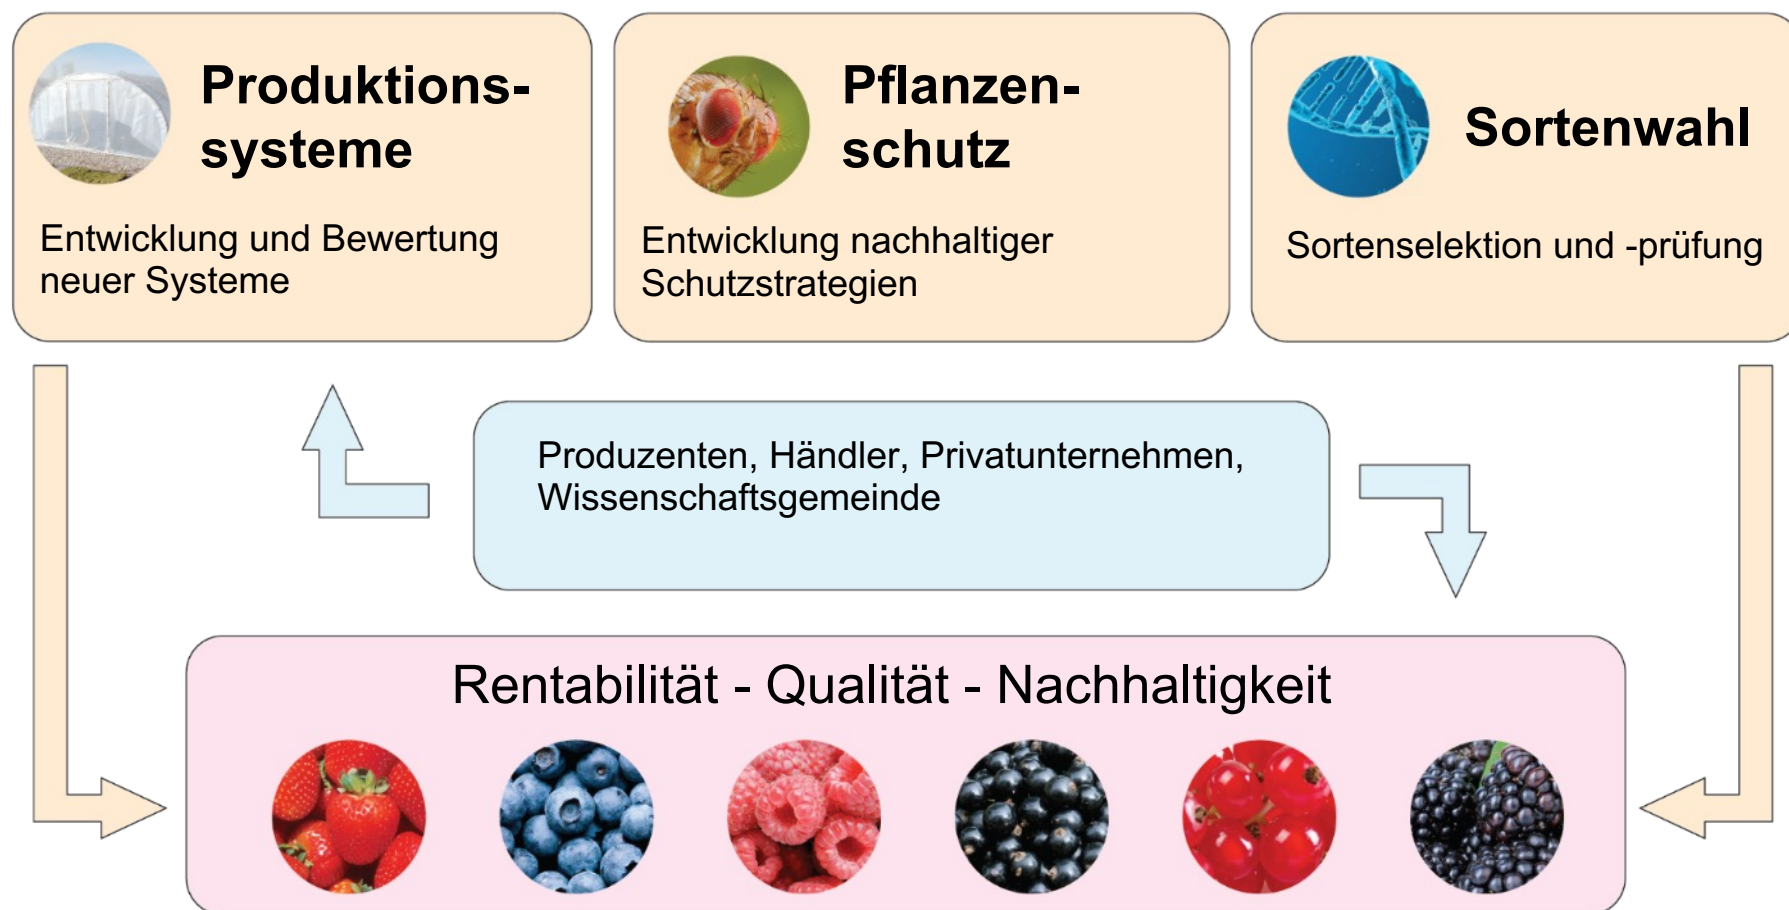 Produktions-
systeme
Entwicklung und Bewertung
neuer Systeme
Pflanzen-
schutz
Entwicklung nachhaltiger
Schutzstrategien
Sortenwahl
Sortenselektion und -prüfung
Produzenten, Händler, Privatunternehmen,
Wissenschaftsgemeinde
Rentabilität - Qualität - Nachhaltigkeit